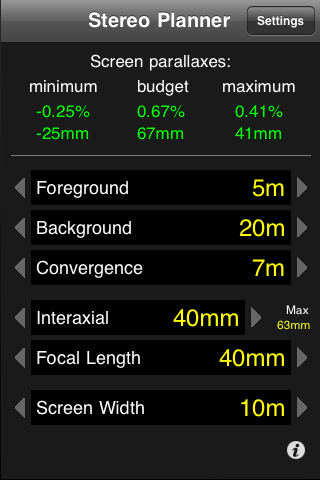 Stereo Planner
Settings
Screen parallaxes:
minimum budget maximum
-0.25% 0.67% 0.41%
-25mm 67mm 41mm
Foreground 5m
Background 20m
Convergence 7m
Interaxial 40mm Max
63mm
Focal Length 40mm
Screen Width 10m
i